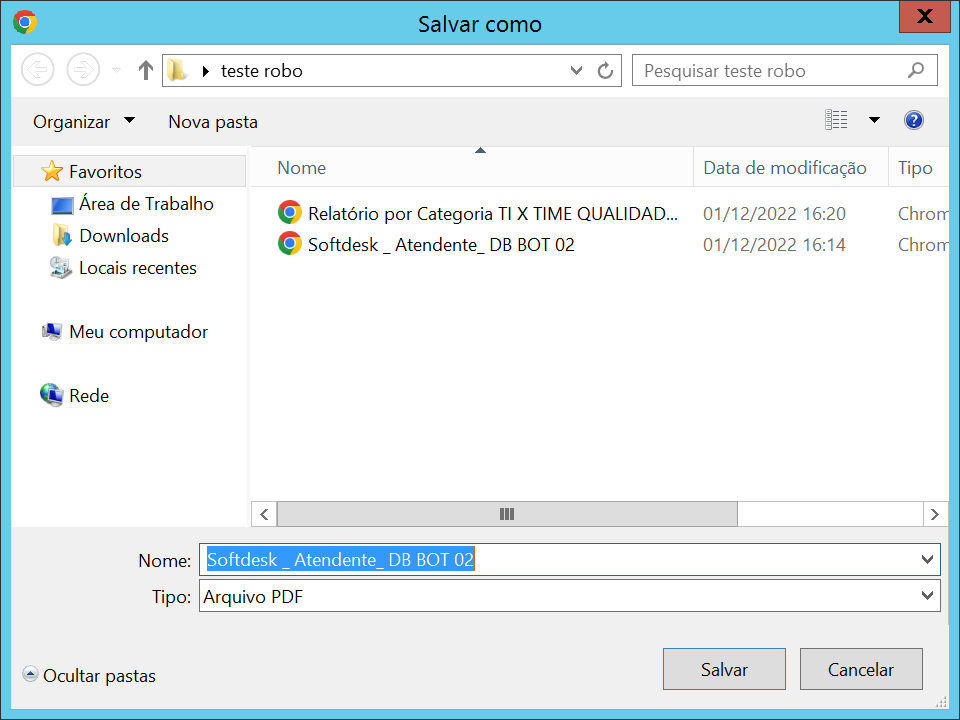 Salvar como
teste robo
Pesquisar teste robo
Organizar
Nova pasta
Favoritos
Área de Trabalho
Downloads
Locais recentes
Meu computador
Rede
Nome Data de modificação Tipo
Relatório por Categoria TI X TIME QUALIDAD... 01/12/2022 16:20 Chrom
Softdesk _ Atendente_ DB BOT 02 01/12/2022 16:14 Chrom
Nome: Softdesk _ Atendente_ DB BOT 02
Tipo: Arquivo PDF
Ocultar pastas
Salvar
Cancelar